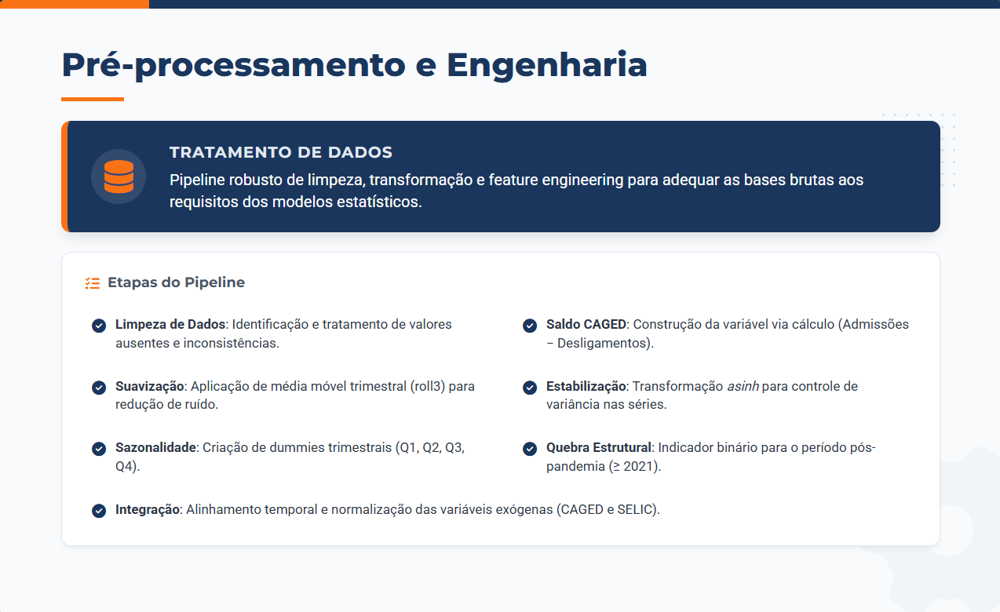 Pré-processamento e Engenharia
TRATAMENTO DE DADOS
Pipeline robusto de limpeza, transformação e feature engineering para adequar as bases brutas aos
requisitos dos modelos estatísticos.
Etapas do Pipeline
Limpeza de Dados: Identificação e tratamento de valores
ausentes e inconsistências.
Saldo CAGED: Construção da variável via cálculo (Admissões
− Desligamentos).
Suavização: Aplicação de média móvel trimestral (roll3) para
redução de ruído.
Estabilização: Transformação asinh para controle de
variância nas séries.
Sazonalidade: Criação de dummies trimestrais (Q1, Q2, Q3,
Q4).
Quebra Estrutural: Indicador binário para o período pós-
pandemia (≥ 2021).
Integração: Alinhamento temporal e normalização das variáveis exógenas (CAGED e SELIC).